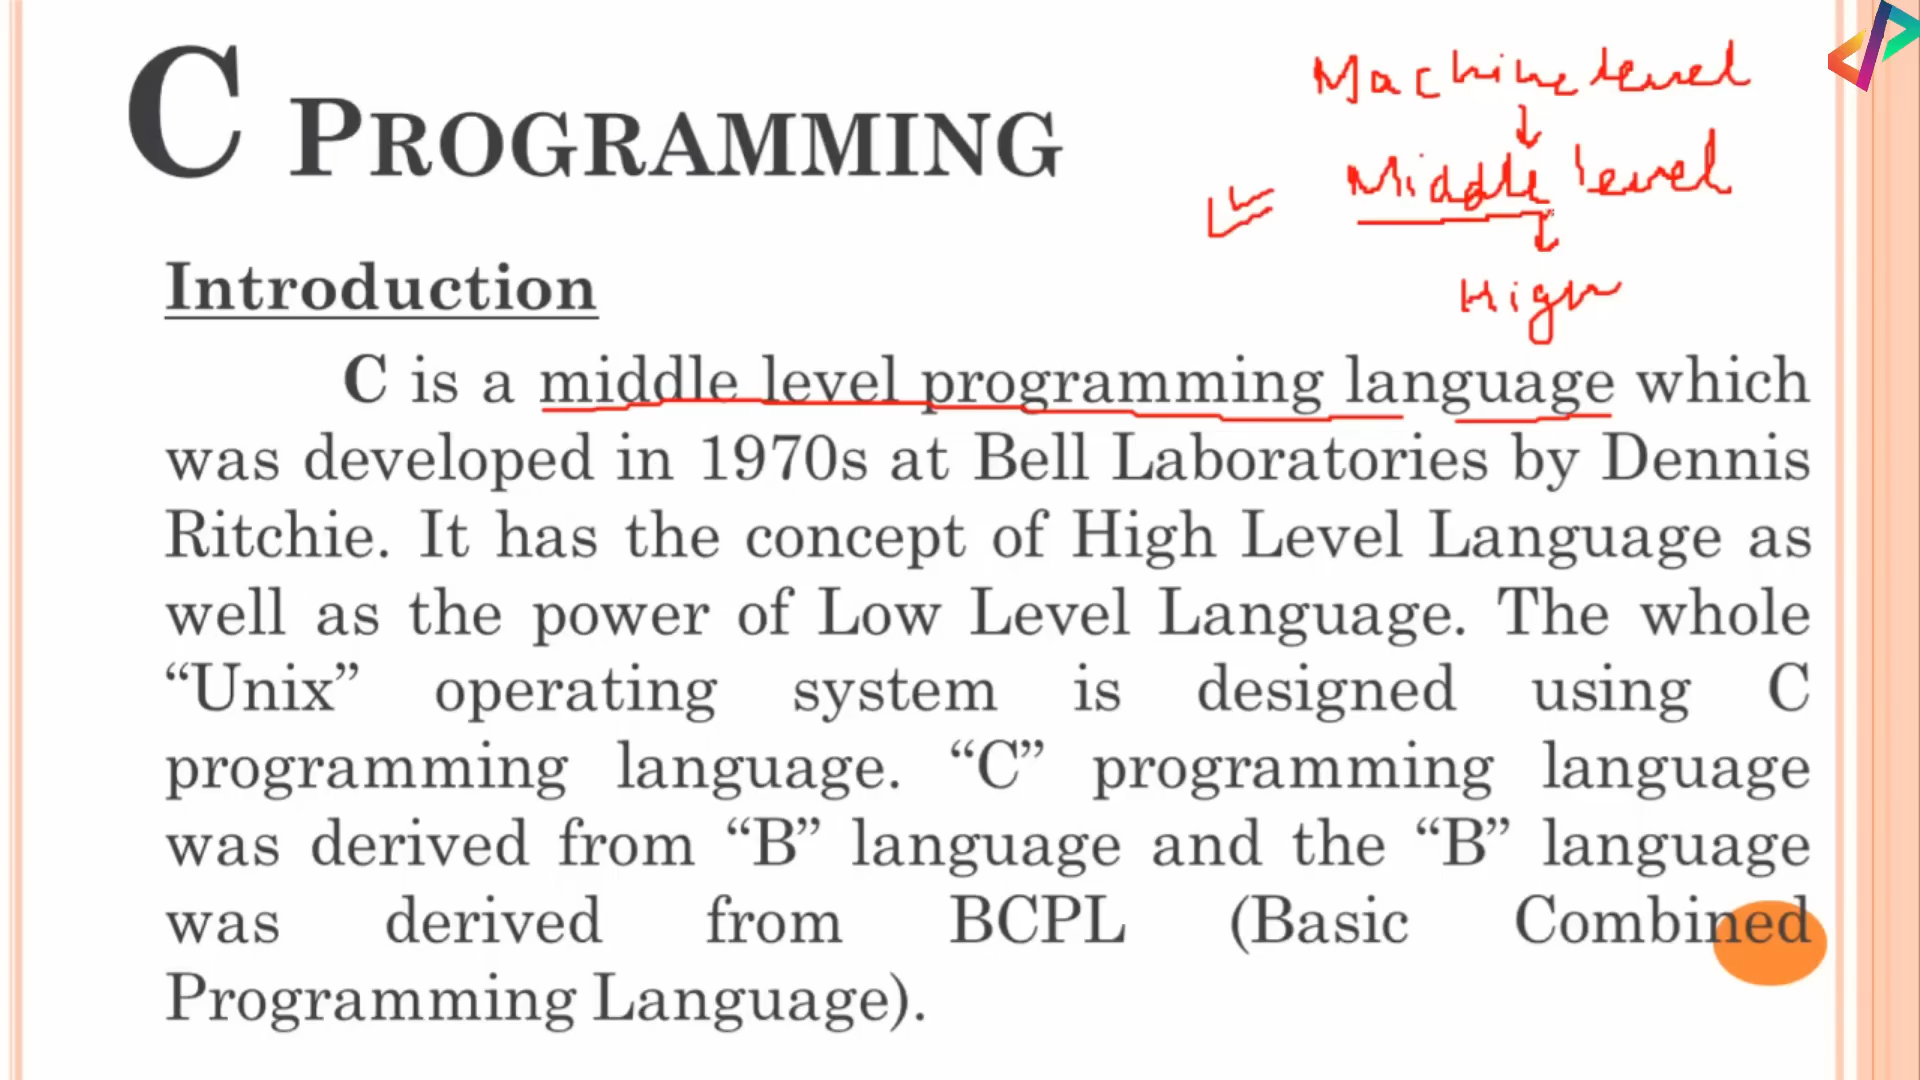 C PROGRAMMING
Machine level
Middle level
High
Introduction
C is a middle level programming language which
was developed in 1970s at Bell Laboratories by Dennis
Ritchie. It has the concept of High Level Language as
well as the power of Low Level Language. The whole
“Unix” operating system is designed using C
programming language. “C” programming language
was derived from “B” language and the “B” language
was derived from BCPL (Basic Combined
Programming Language).